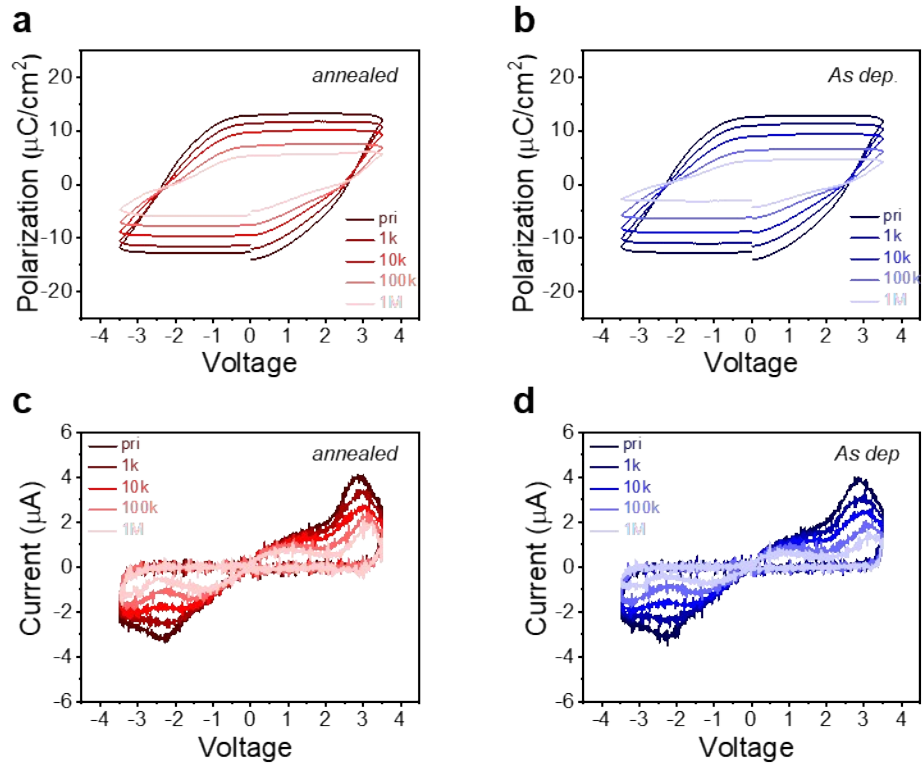 a
annealed
Polarization (μC/cm²)
20
10
0
-10
-20
pri
1k
10k
100k
1M
-4 -3 -2 -1 0 1 2 3 4
Voltage
b
As dep.
Polarization (μC/cm²)
20
10
0
-10
-20
pri
1k
10k
100k
1M
-4 -3 -2 -1 0 1 2 3 4
Voltage
c
annealed
Current (μA)
6
4
2
0
-2
-4
-6
pri
1k
10k
100k
1M
-4 -3 -2 -1 0 1 2 3 4
Voltage
d
As dep
Current (μA)
6
4
2
0
-2
-4
-6
pri
1k
10k
100k
1M
-4 -3 -2 -1 0 1 2 3 4
Voltage